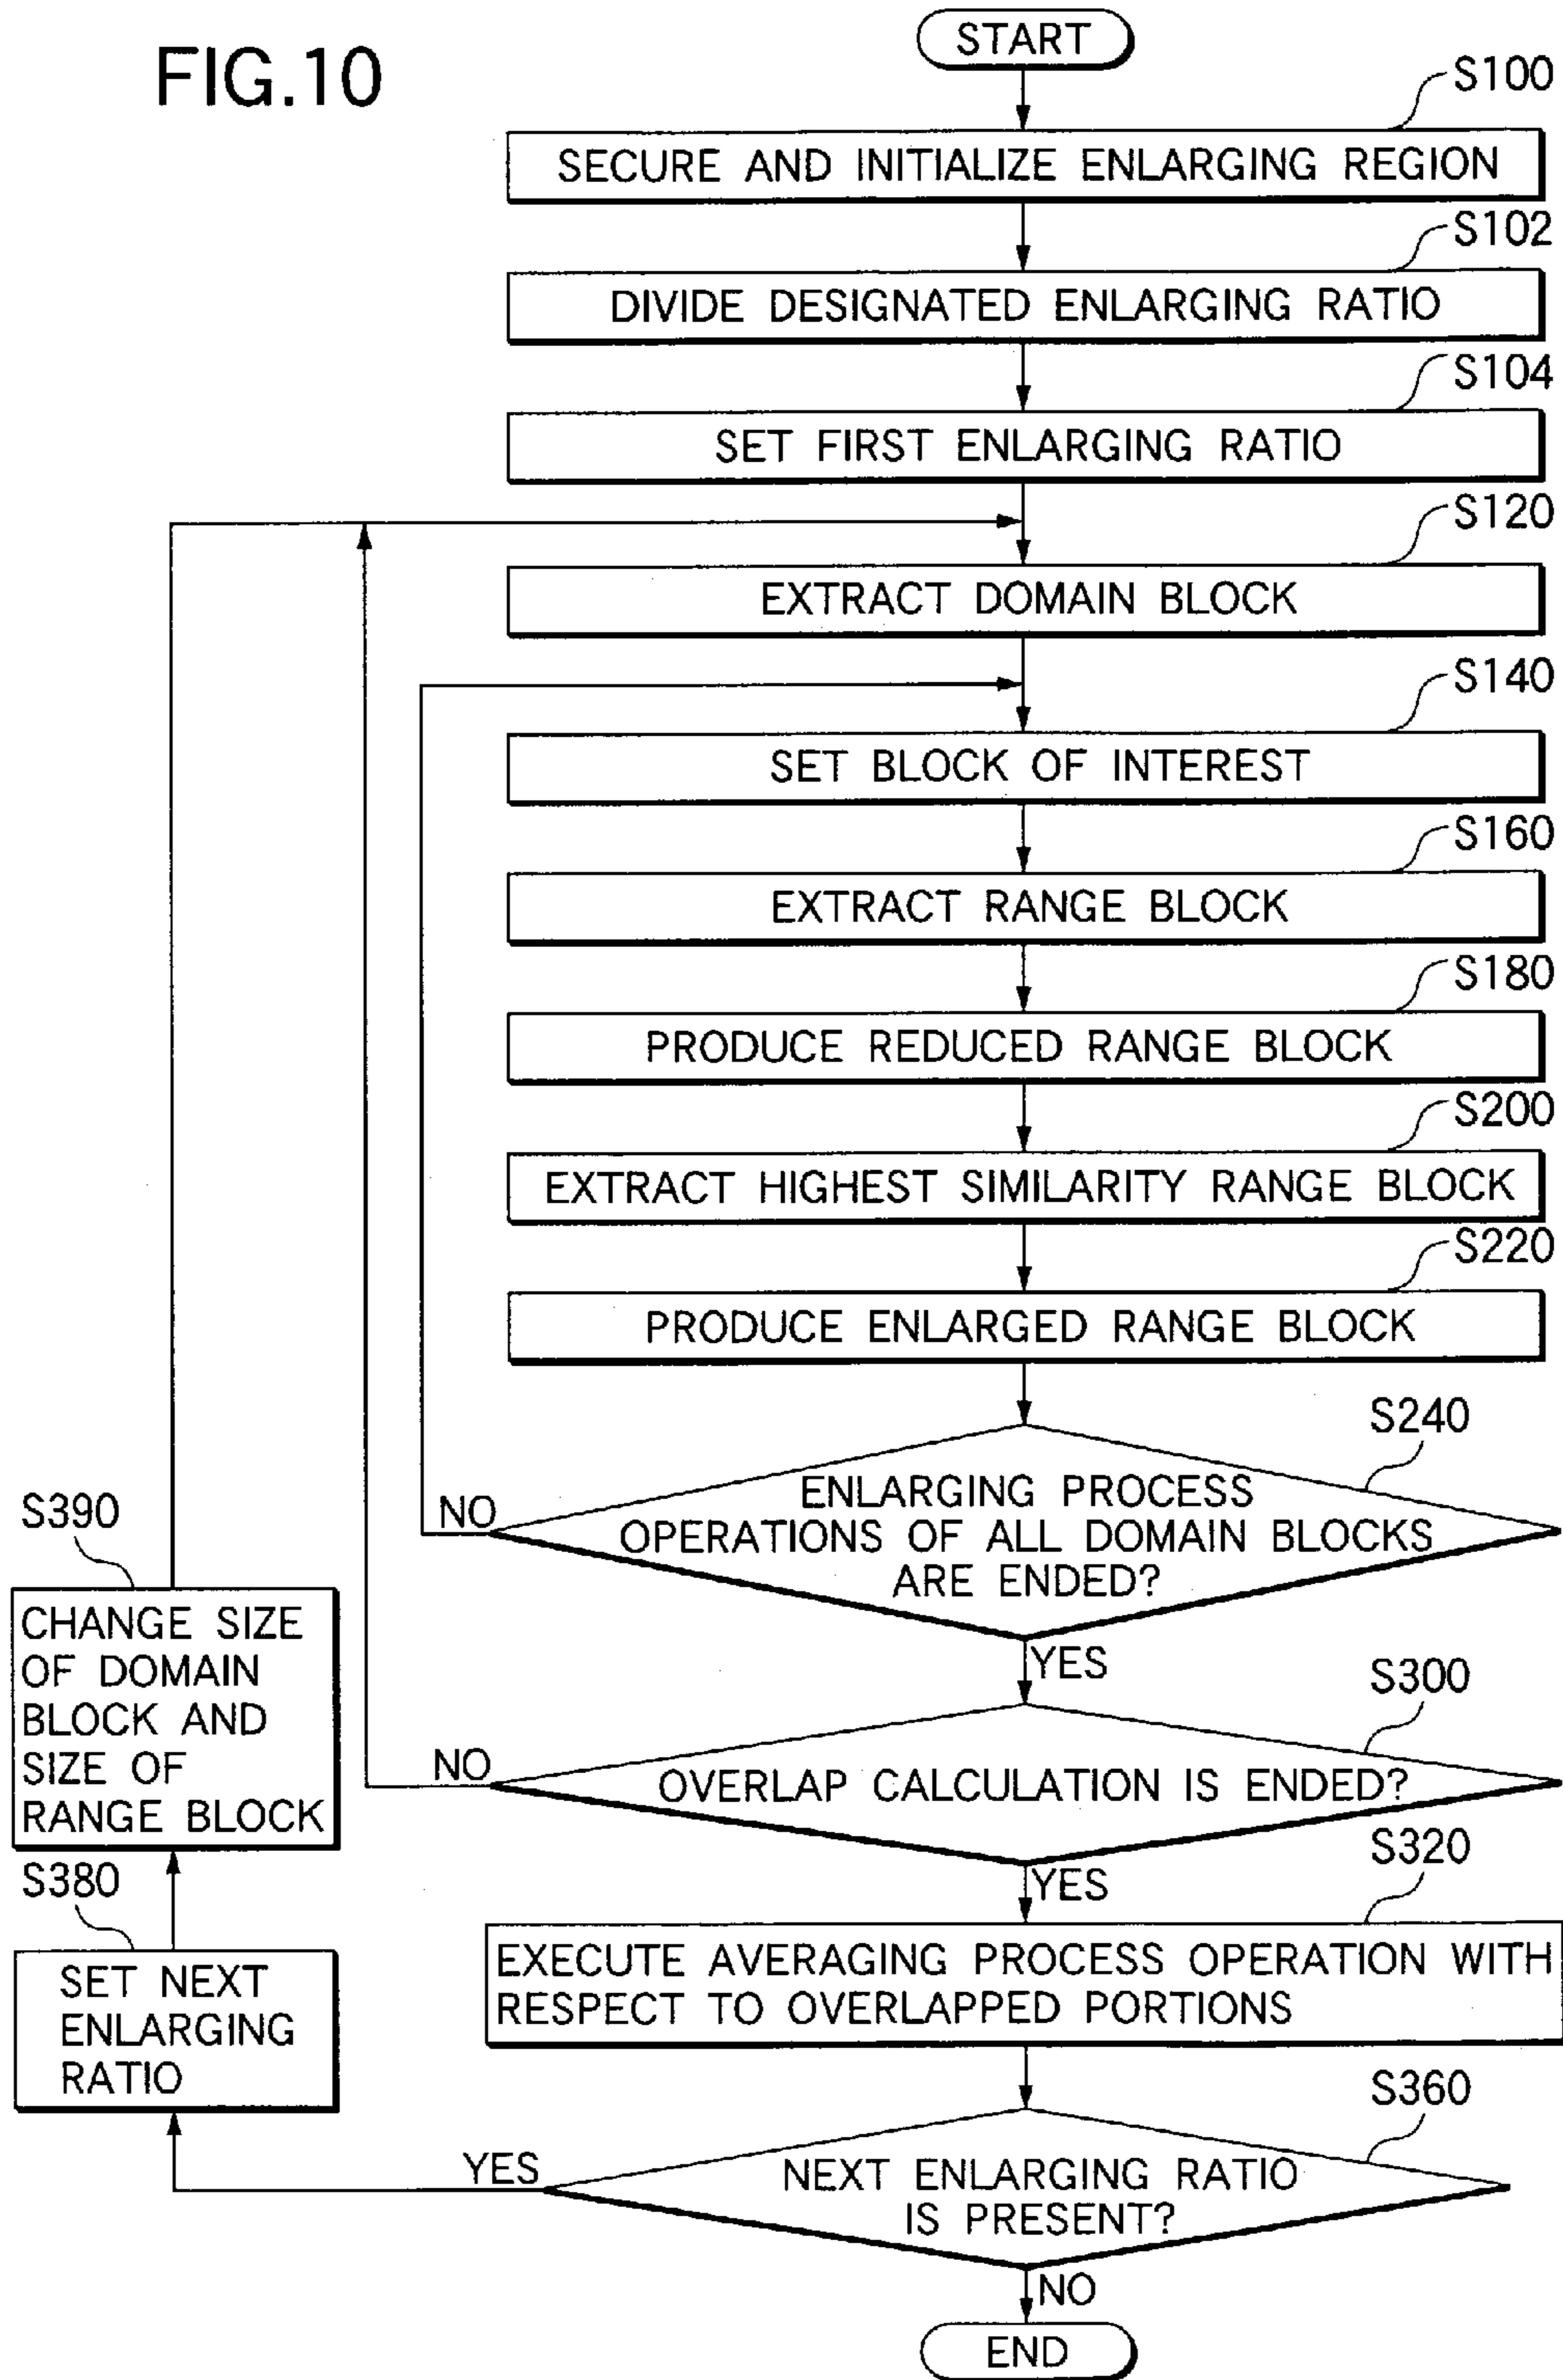 FIG.10
START
S100
SECURE AND INITIALIZE ENLARGING REGION
S102
DIVIDE DESIGNATED ENLARGING RATIO
S104
SET FIRST ENLARGING RATIO
S120
EXTRACT DOMAIN BLOCK
S140
SET BLOCK OF INTEREST
S160
EXTRACT RANGE BLOCK
S180
PRODUCE REDUCED RANGE BLOCK
S200
EXTRACT HIGHEST SIMILARITY RANGE BLOCK
S220
PRODUCE ENLARGED RANGE BLOCK
S240
ENLARGING PROCESS
OPERATIONS OF ALL DOMAIN BLOCKS
ARE ENDED?
NO
YES
S300
OVERLAP CALCULATION IS ENDED?
NO
YES
S320
EXECUTE AVERAGING PROCESS OPERATION WITH
RESPECT TO OVERLAPPED PORTIONS
S360
NEXT ENLARGING RATIO
IS PRESENT?
YES
NO
END
S380
SET NEXT
ENLARGING
RATIO
S390
CHANGE SIZE
OF DOMAIN
BLOCK AND
SIZE OF
RANGE BLOCK